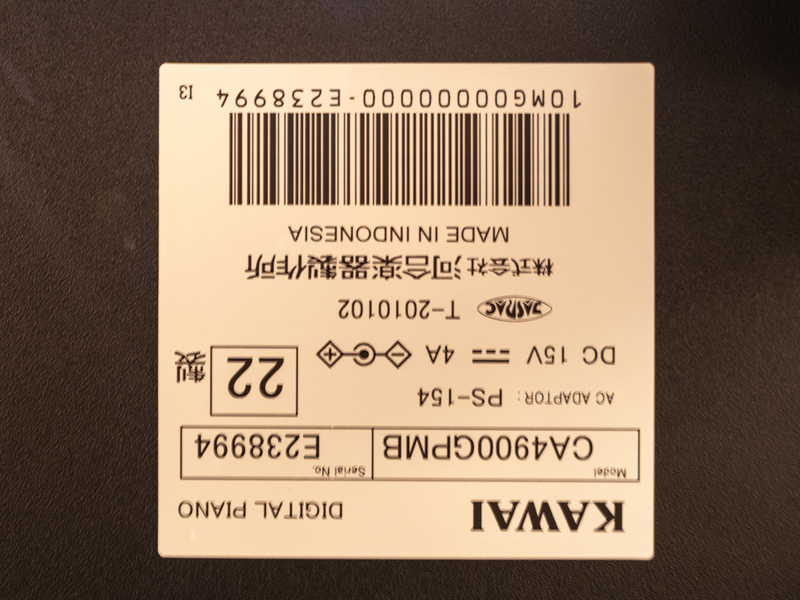 KAWAI DIGITAL PIANO
Model CA4900GPMB Serial No. E238994
AC ADAPTOR: PS-154
DC 15V 4A
22 製
JASRAC T-2010102
株式会社 河合楽器製作所
MADE IN INDONESIA
10MG0000000-E238994
I3